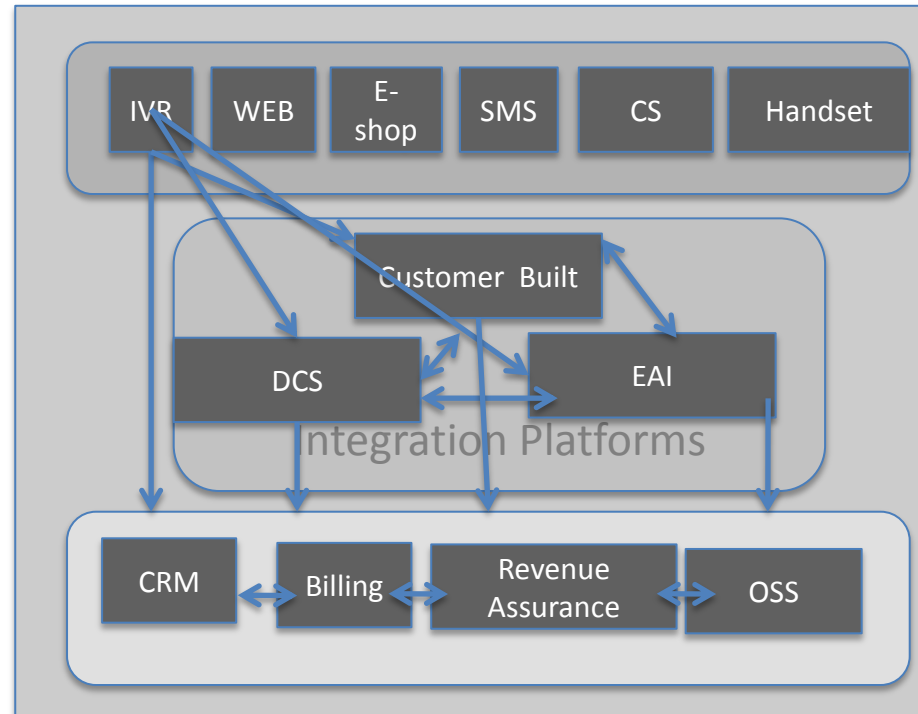 IVR
WEB
E-
shop
SMS
CS
Handset
Customer Built
DCS
EAI
Integration Platforms
CRM
Billing
Revenue
Assurance
OSS